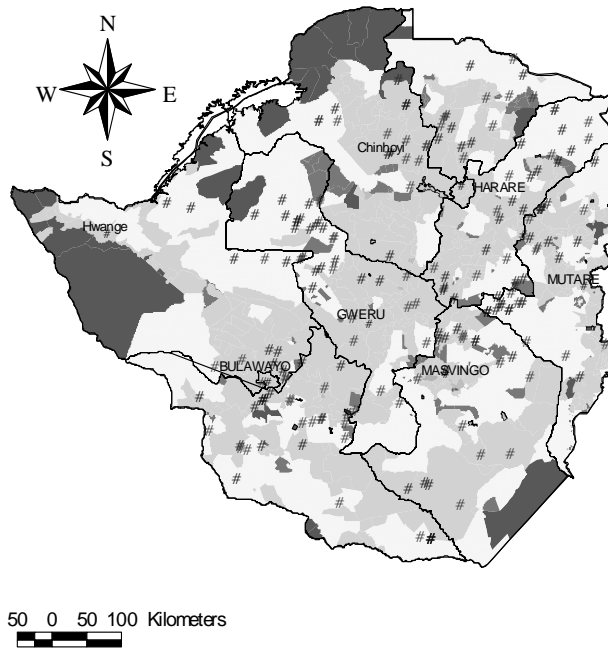 N
W E
S
Chinhoyi
HARARE
Hwange
MUTARE
GWERU
BULAWAYO
MASVINGO
50 0 50 100 Kilometers